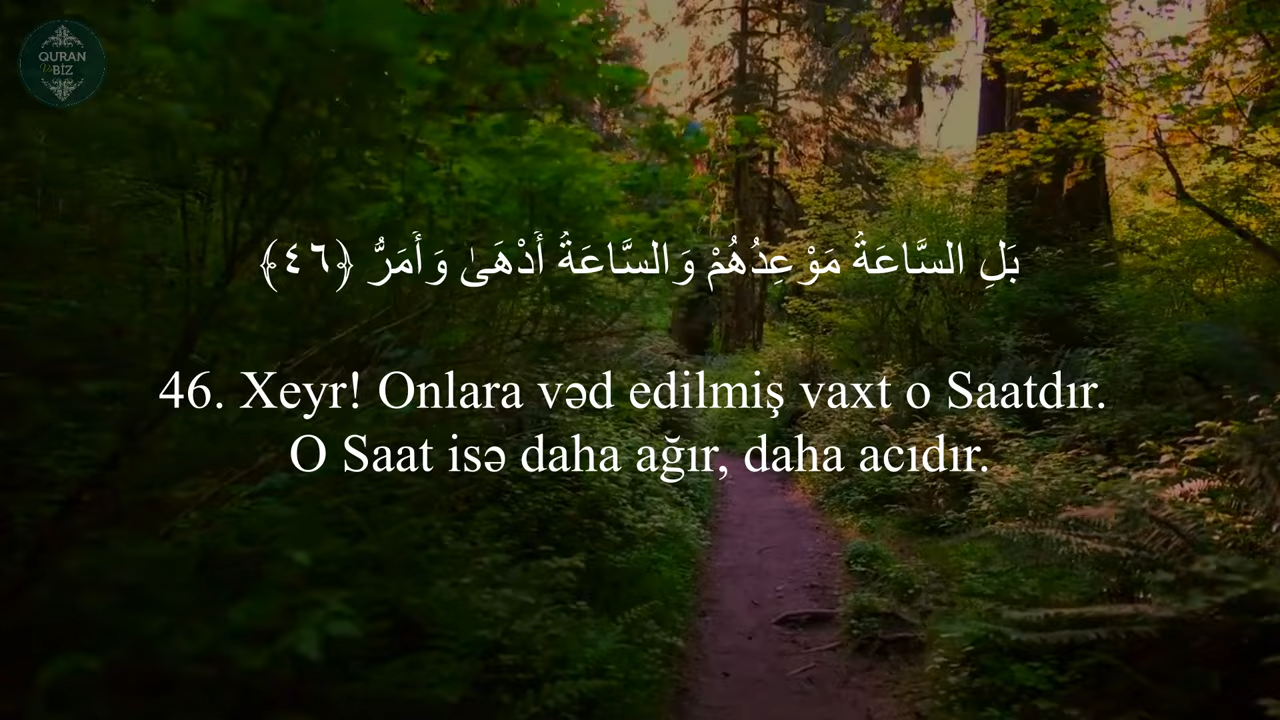 QURAN
Və
BİZ
بَلِ السَّاعَةُ مَوْعِدُهُمْ وَالسَّاعَةُ أَدْهَىٰ وَأَمَرُّ ﴿٤٦﴾
46. Xeyr! Onlara vəd edilmiş vaxt o Saatdır.
O Saat isə daha ağır, daha acıdır.